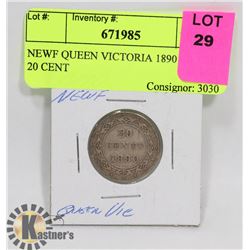 Lot #: Inventory #:
671985
LOT
29
NEWF QUEEN VICTORIA 1890
20 CENT
Consignor: 3030
NEWF
20
CENTS
1890
QUEEN VIC
K
Kastner's